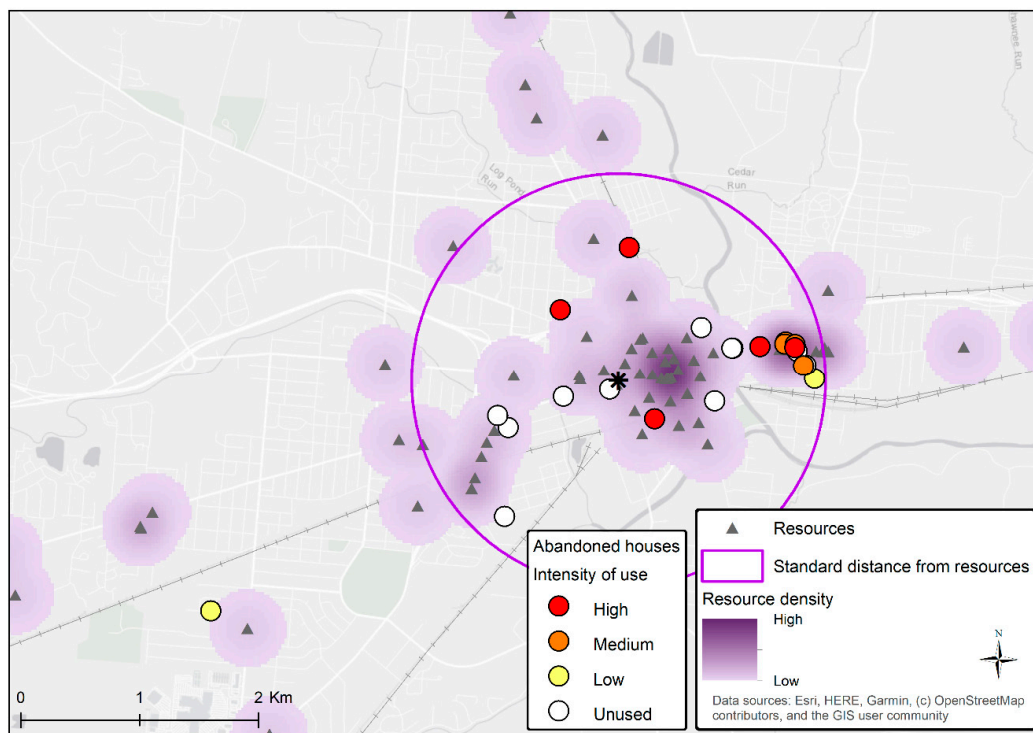 Shawnee Run
Log Pond
Run
Cedar
Run
Abandoned houses
Intensity of use
High
Medium
Low
Unused
Resources
Standard distance from resources
Resource density
High
Low
N
Data sources: Esri, HERE, Garmin, (c) OpenStreetMap
contributors, and the GIS user community
0 1 2 Km